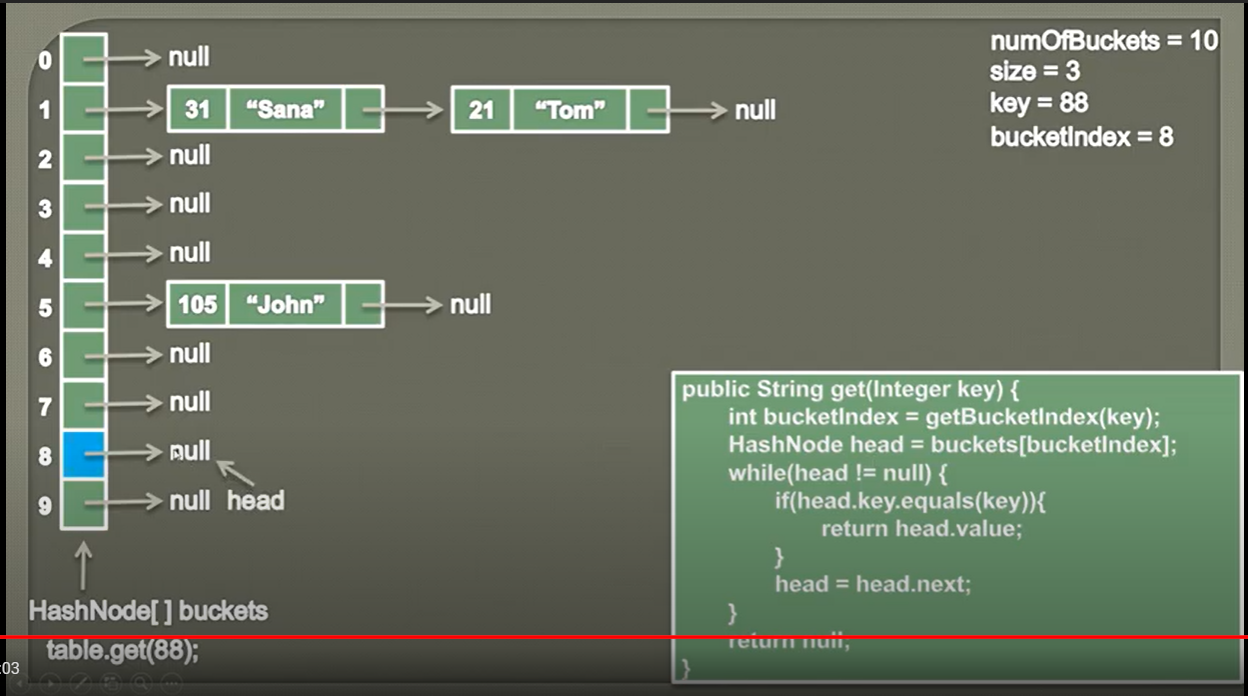 numOfBuckets = 10
size = 3
key = 88
bucketIndex = 8
0 null
1 31 “Sana” 21 “Tom” null
2 null
3 null
4 null
5 105 “John” null
6 null
7 null
8 null
9 null head
HashNode[ ] buckets
table.get(88);
public String get(Integer key) {
int bucketIndex = getBucketIndex(key);
HashNode head = buckets[bucketIndex];
while(head != null) {
if(head.key.equals(key)){
return head.value;
}
head = head.next;
}
return null;
}
:03